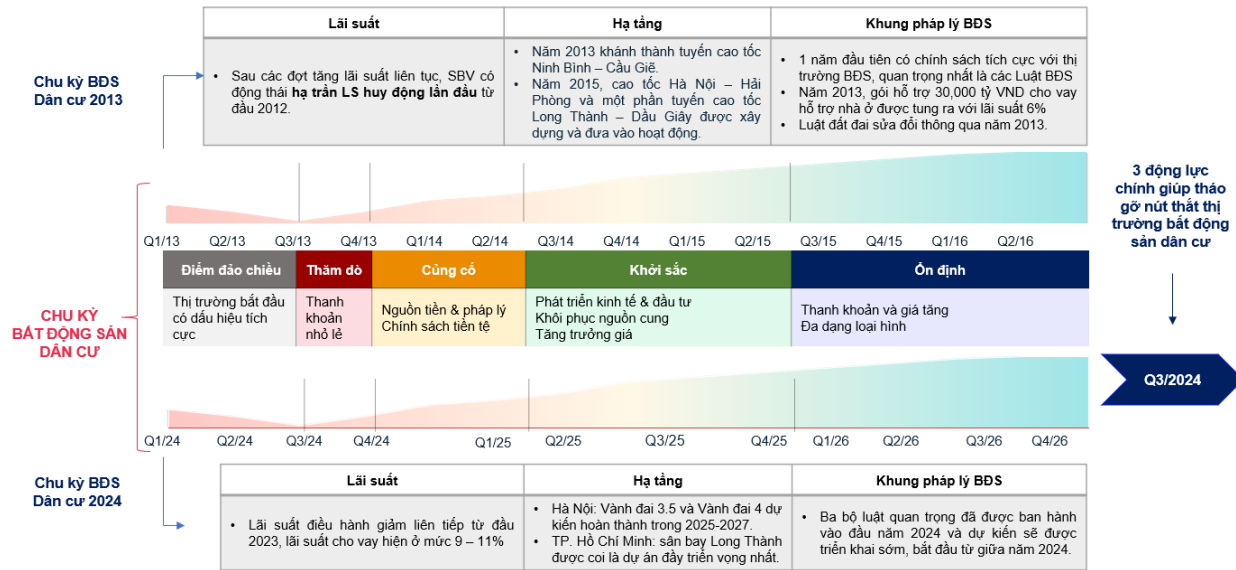 Lãi suất
Hạ tầng
Khung pháp lý BĐS
Chu kỳ BĐS
Dân cư 2013
• Sau các đợt tăng lãi suất liên tục, SBV có
động thái hạ trần LS huy động lần đầu từ
đầu 2012.
• Năm 2013 khánh thành tuyến cao tốc
Ninh Bình – Cầu Giẽ.
• Năm 2015, cao tốc Hà Nội – Hải
Phòng và một phần tuyến cao tốc
Long Thành – Dầu Giây được xây
dựng và đưa vào hoạt động.
• 1 năm đầu tiên có chính sách tích cực với thị
trường BĐS, quan trọng nhất là các Luật BĐS
• Năm 2013, gói hỗ trợ 30,000 tỷ VND cho vay
hỗ trợ nhà ở được tung ra với lãi suất 6%
• Luật đất đai sửa đổi thông qua năm 2013.
3 động lực
chính giúp tháo
gỡ nút thắt thị
trường bất động
sản dân cư
Q1/13 Q2/13 Q3/13 Q4/13 Q1/14 Q2/14 Q3/14 Q4/14 Q1/15 Q2/15 Q3/15 Q4/15 Q1/16 Q2/16
Điểm đảo chiều
Thăm dò
Củng cố
Khởi sắc
Ổn định
CHU KỲ
BẤT ĐỘNG SẢN
DÂN CƯ
Thị trường bắt đầu
có dấu hiệu tích
cực
Thanh
khoản
nhỏ lẻ
Nguồn tiền & pháp lý
Chính sách tiền tệ
Phát triển kinh tế & đầu tư
Khôi phục nguồn cung
Tăng trưởng giá
Thanh khoản và giá tăng
Đa dạng loại hình
Q3/2024
Q1/24 Q2/24 Q3/24 Q4/24 Q1/25 Q2/25 Q3/25 Q4/25 Q1/26 Q2/26 Q3/26 Q4/26
Chu kỳ BĐS
Dân cư 2024
Lãi suất
Hạ tầng
Khung pháp lý BĐS
• Lãi suất điều hành giảm liên tiếp từ đầu
2023, lãi suất cho vay hiện ở mức 9 – 11%
• Hà Nội: Vành đai 3.5 và Vành đai 4 dự
kiến hoàn thành trong 2025-2027.
• TP. Hồ Chí Minh: sân bay Long Thành
được coi là dự án đầy triển vọng nhất.
• Ba bộ luật quan trọng đã được ban hành
vào đầu năm 2024 và dự kiến sẽ được
triển khai sớm, bắt đầu từ giữa năm 2024.